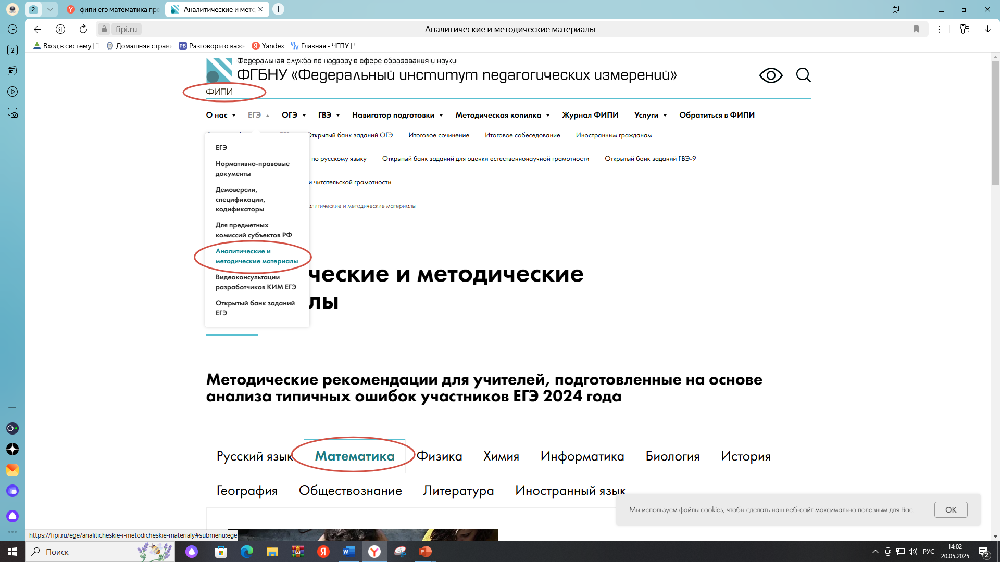 2
фипи егэ математика про
Аналитические и мето
fipi.ru
Аналитические и методические материалы
2
Вход в систему |
Домашняя страни
РВ Разговоры о важн
Yandex
Главная - ЧГПУ |
Федеральная служба по надзору в сфере образования и науки
ФГБНУ «Федеральный институт педагогических измерений»
ФИПИ
О нас ЕГЭ ОГЭ ГВЭ Навигатор подготовки Методическая копилка Журнал ФИПИ Услуги Обратиться в ФИПИ
Открытый банк заданий ОГЭ Итоговое сочинение Итоговое собеседование Иностранным гражданам
ЕГЭ
по русскому языку Открытый банк заданий для оценки естественнонаучной грамотности Открытый банк заданий ГВЭ-9
Нормативно-правовые
документы
и читательской грамотности
Демоверсии,
спецификации,
кодификаторы
алитические и методические материалы
Для предметных
комиссий субъектов РФ
Аналитические и
методические материалы
Видеоконсультации
разработчиков КИМ ЕГЭ
Открытый банк заданий
ЕГЭ
ческие и методические
лы
Методические рекомендации для учителей, подготовленные на основе
анализа типичных ошибок участников ЕГЭ 2024 года
Русский язык Математика Физика Химия Информатика Биология История
География Обществознание Литература Иностранный язык
Мы используем файлы cookies, чтобы сделать наш веб-сайт максимально полезным для Вас. OK
https://fipi.ru/ege/analiticheskie-i-metodicheskie-materialy#submenu:ege
Поиск
РУС
14:02
20.05.2025
2